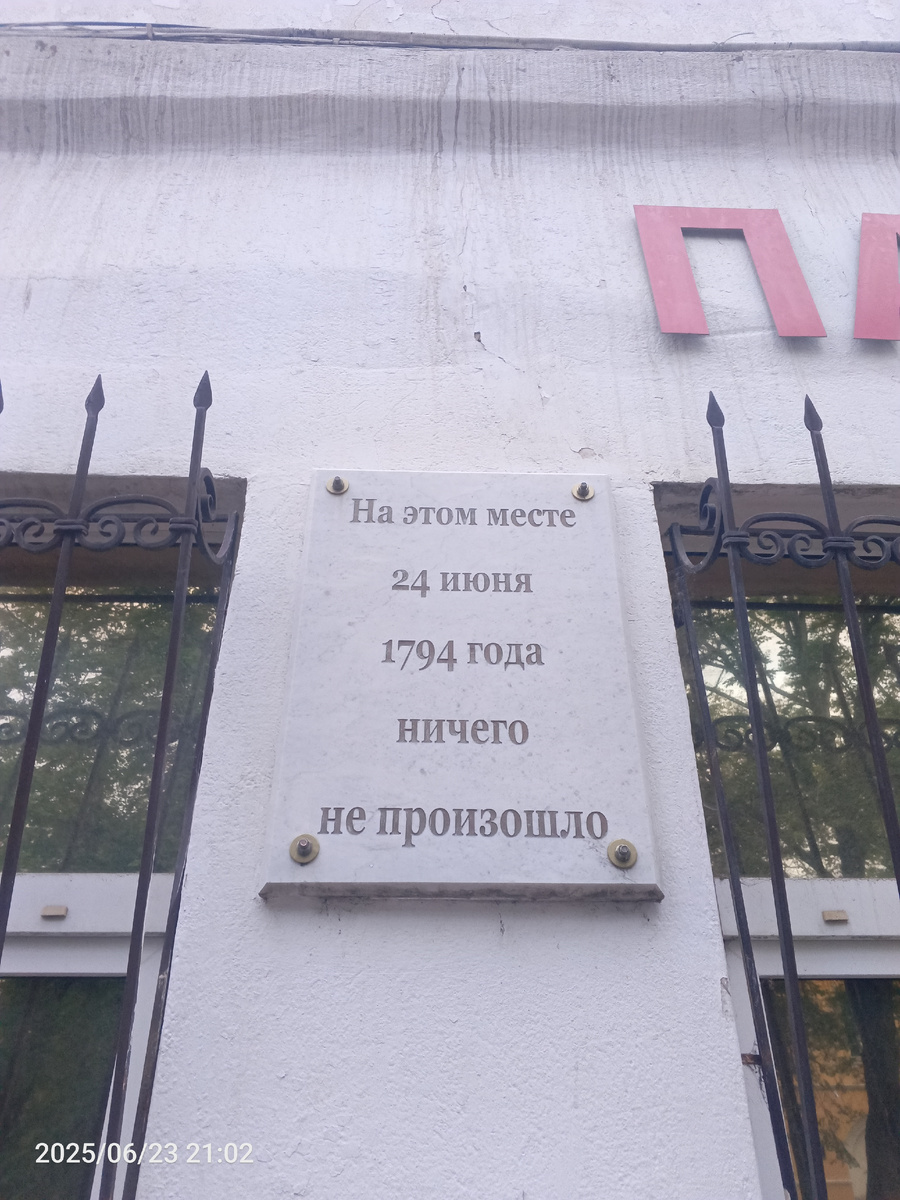 П
На этом месте
24 июня
1794 года
ничего
не произошло
2025/06/23 21:02